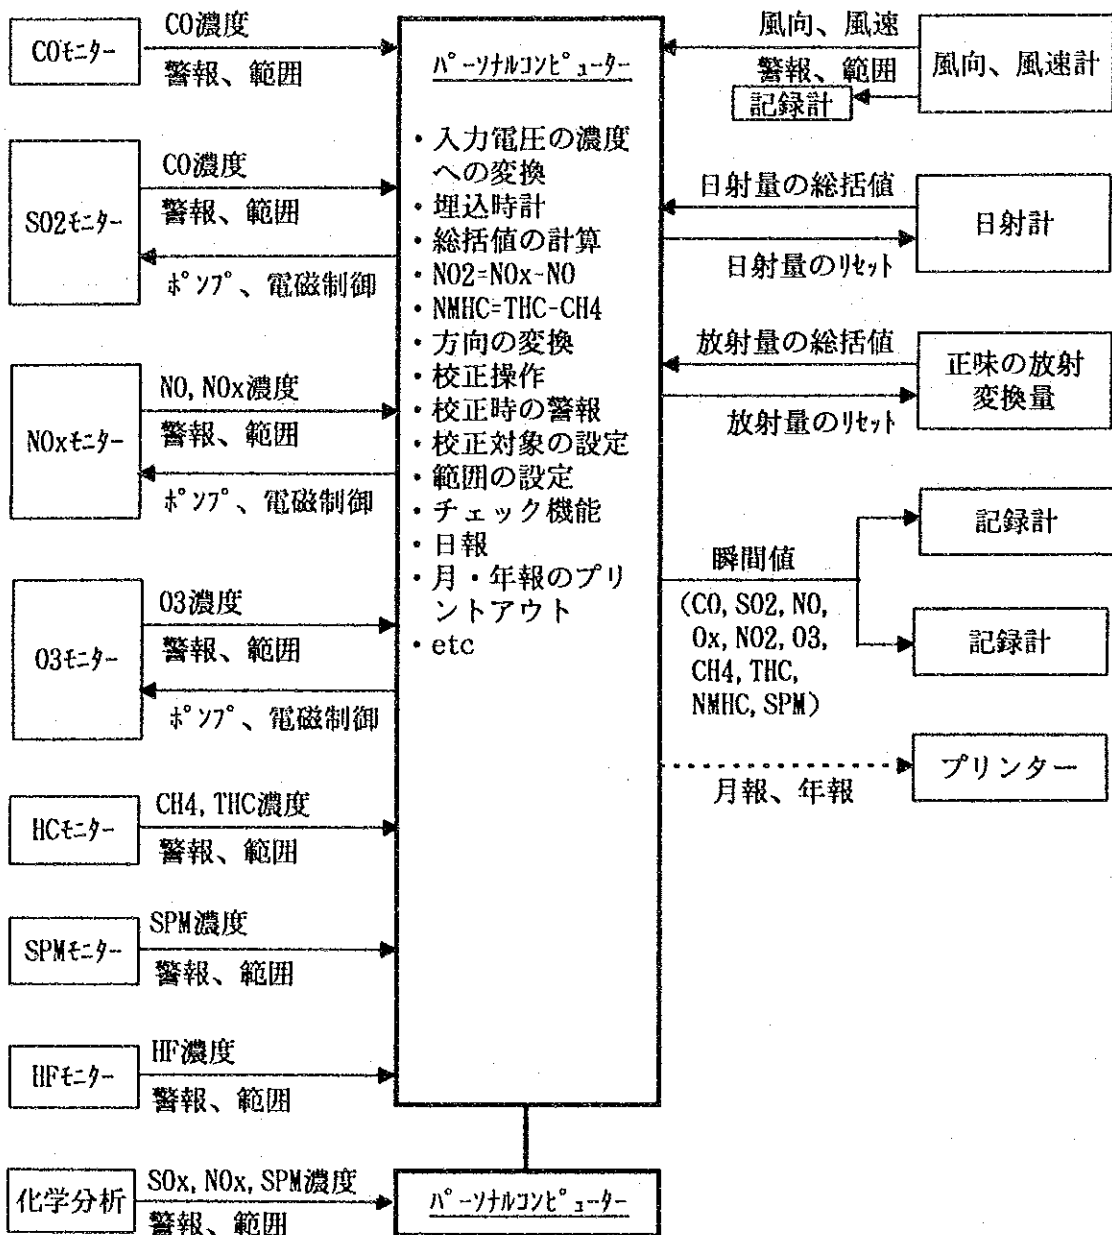 COモニター
CO濃度
警報、範囲
SO2モニター
CO濃度
警報、範囲
ポンプ、電磁制御
NOxモニター
NO, NOx濃度
警報、範囲
ポンプ、電磁制御
O3モニター
O3濃度
警報、範囲
ポンプ、電磁制御
HCモニター
CH4, THC濃度
警報、範囲
SPMモニター
SPM濃度
警報、範囲
HFモニター
HF濃度
警報、範囲
化学分析
SOx, NOx, SPM濃度
警報、範囲
パーソナルコンピューター
・入力電圧の濃度
への変換
・埋込時計
・総括値の計算
・NO2=NOx-NO
・NMHC=THC-CH4
・方向の変換
・校正操作
・校正時の警報
・校正対象の設定
・範囲の設定
・チェック機能
・日報
・月・年報のプリ
ントアウト
・etc
パーソナルコンピューター
風向、風速
警報、範囲
風向、風速計
記録計
日射量の総括値
日射計
日射量のリセット
放射量の総括値
正味の放射
変換量
放射量のリセット
瞬間値
(CO, SO2, NO,
Ox, NO2, O3,
CH4, THC,
NMHC, SPM)
記録計
記録計
プリンター
月報、年報